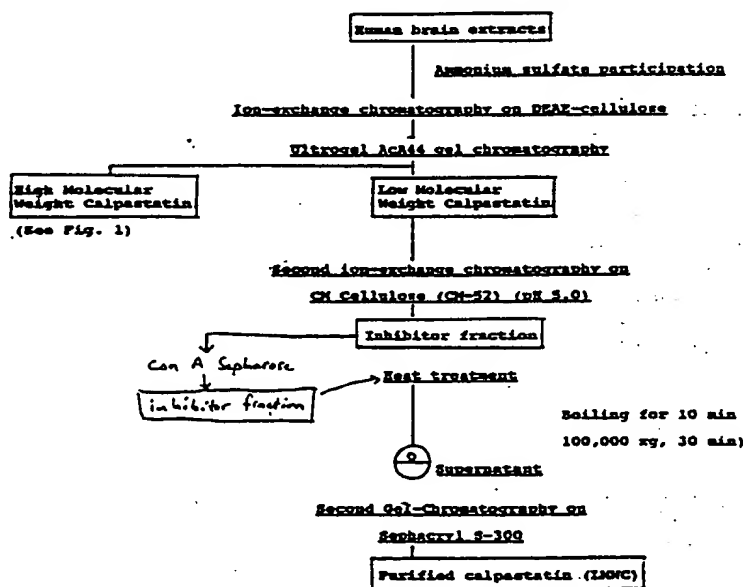 Human brain extracts
Ammonium sulfate participation
Ion-exchange chromatography on DEAE-cellulose
Ultrogel AcA44 gel chromatography
High Molecular
Weight Calpastatin
(See Fig. 1)
Low Molecular
Weight Calpastatin
Second ion-exchange chromatography on
CM Cellulose (CM-52) (pH 5.0)
Inhibitor fraction
Con A Sepharose
inhibitor fraction
Heat treatment
Boiling for 10 min
100,000 xg, 30 min)
Supernatant
Second Gel-Chromatography on
Sephacryl S-300
Purified calpastatin